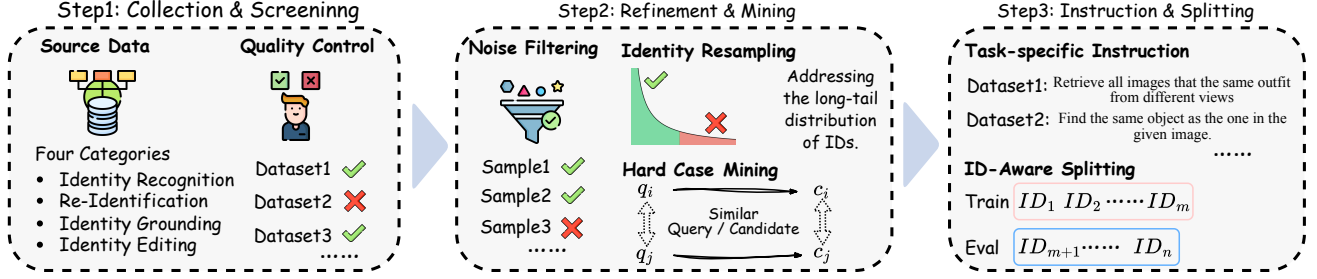 Step1: Collection & Screeninng
Source Data
Quality Control
Four Categories
• Identity Recognition
• Re-Identification
• Identity Grounding
• Identity Editing
Dataset1
Dataset2
Dataset3
......
Step2: Refinement & Mining
Noise Filtering
Sample1
Sample2
Sample3
......
Identity Resampling
Addressing
the long-tail
distribution
of IDs.
Hard Case Mining
q_i c_i
Similar
Query / Candidate
q_j c_j
Step3: Instruction & Splitting
Task-specific Instruction
Dataset1: Retrieve all images that the same outfit
from different views
Dataset2: Find the same object as the one in the
given image.
......
ID-Aware Splitting
Train ID_1 ID_2 ...... ID_m
Eval ID_{m+1} ...... ID_n